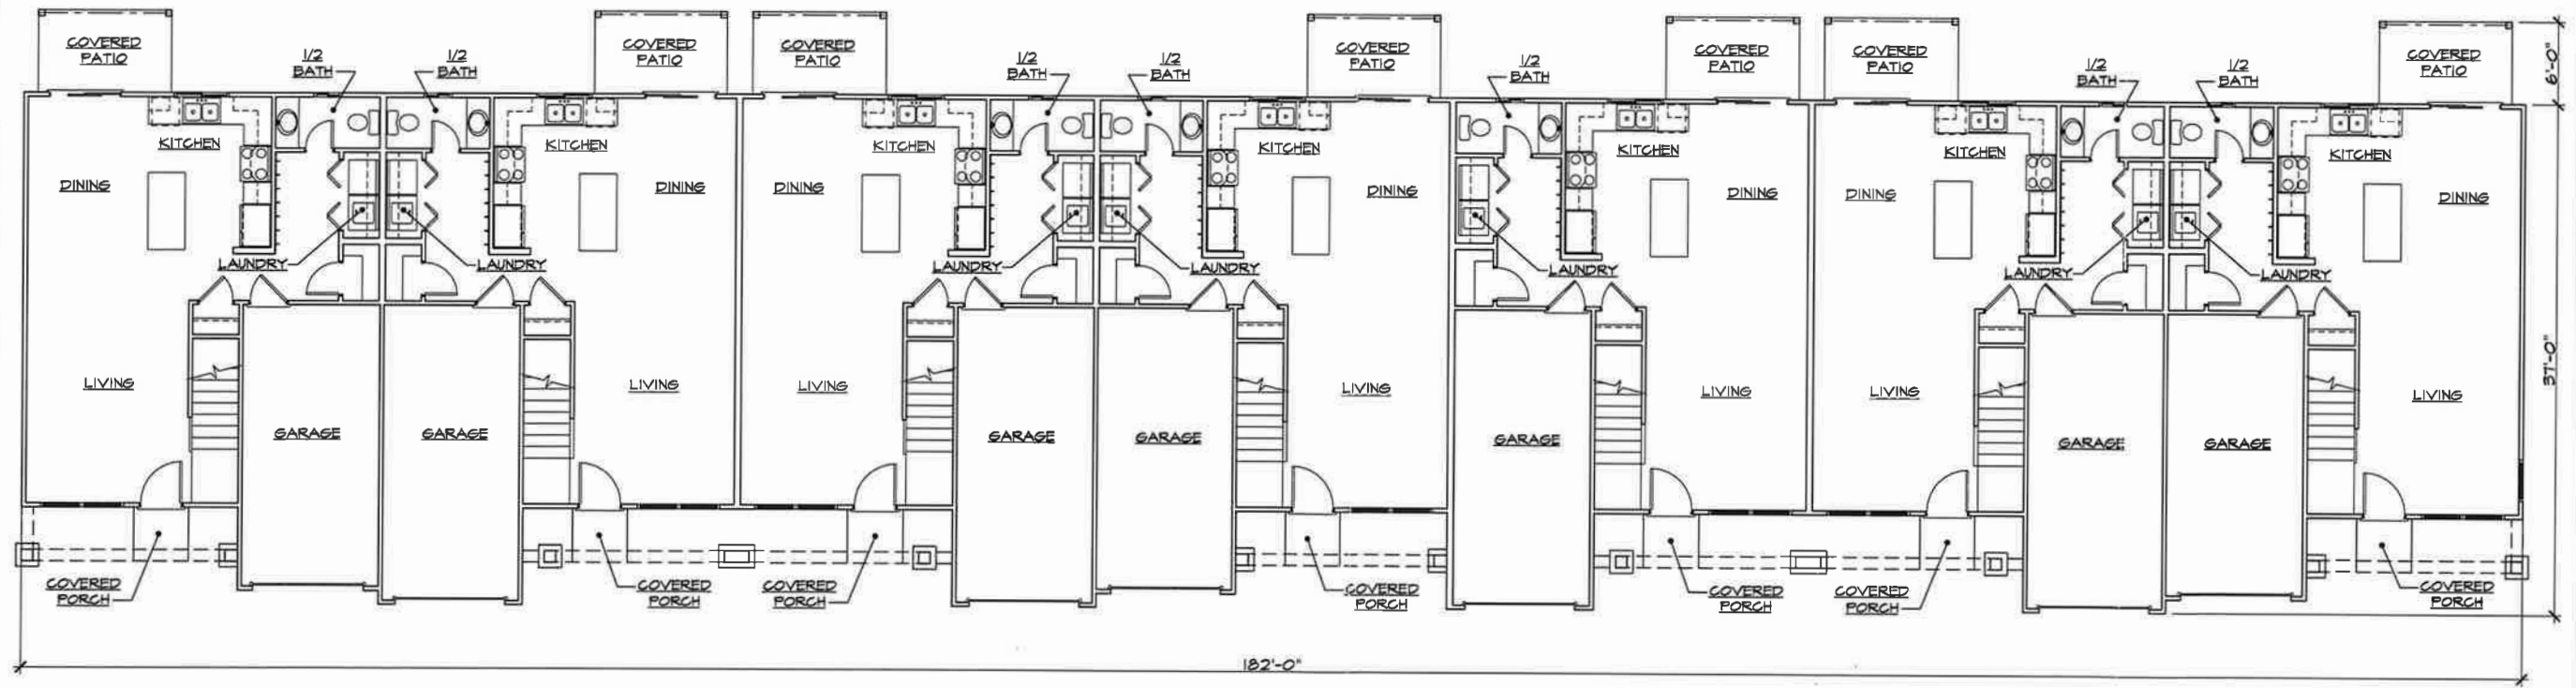 COVERED
PATIO
1/2
BATH
1/2
BATH
COVERED
PATIO
COVERED
PATIO
1/2
BATH
1/2
BATH
COVERED
PATIO
1/2
BATH
COVERED
PATIO
COVERED
PATIO
1/2
BATH
1/2
BATH
COVERED
PATIO
6'-0"
KITCHEN
KITCHEN
KITCHEN
KITCHEN
KITCHEN
KITCHEN
KITCHEN
DINING
DINING
DINING
DINING
DINING
DINING
DINING
LAUNDRY
LAUNDRY
LAUNDRY
LAUNDRY
LAUNDRY
LAUNDRY
LAUNDRY
37'-0"
LIVING
LIVING
LIVING
LIVING
LIVING
LIVING
LIVING
GARAGE
GARAGE
GARAGE
GARAGE
GARAGE
GARAGE
GARAGE
COVERED
PORCH
COVERED
PORCH
COVERED
PORCH
COVERED
PORCH
COVERED
PORCH
COVERED
PORCH
COVERED
PORCH
182'-0"